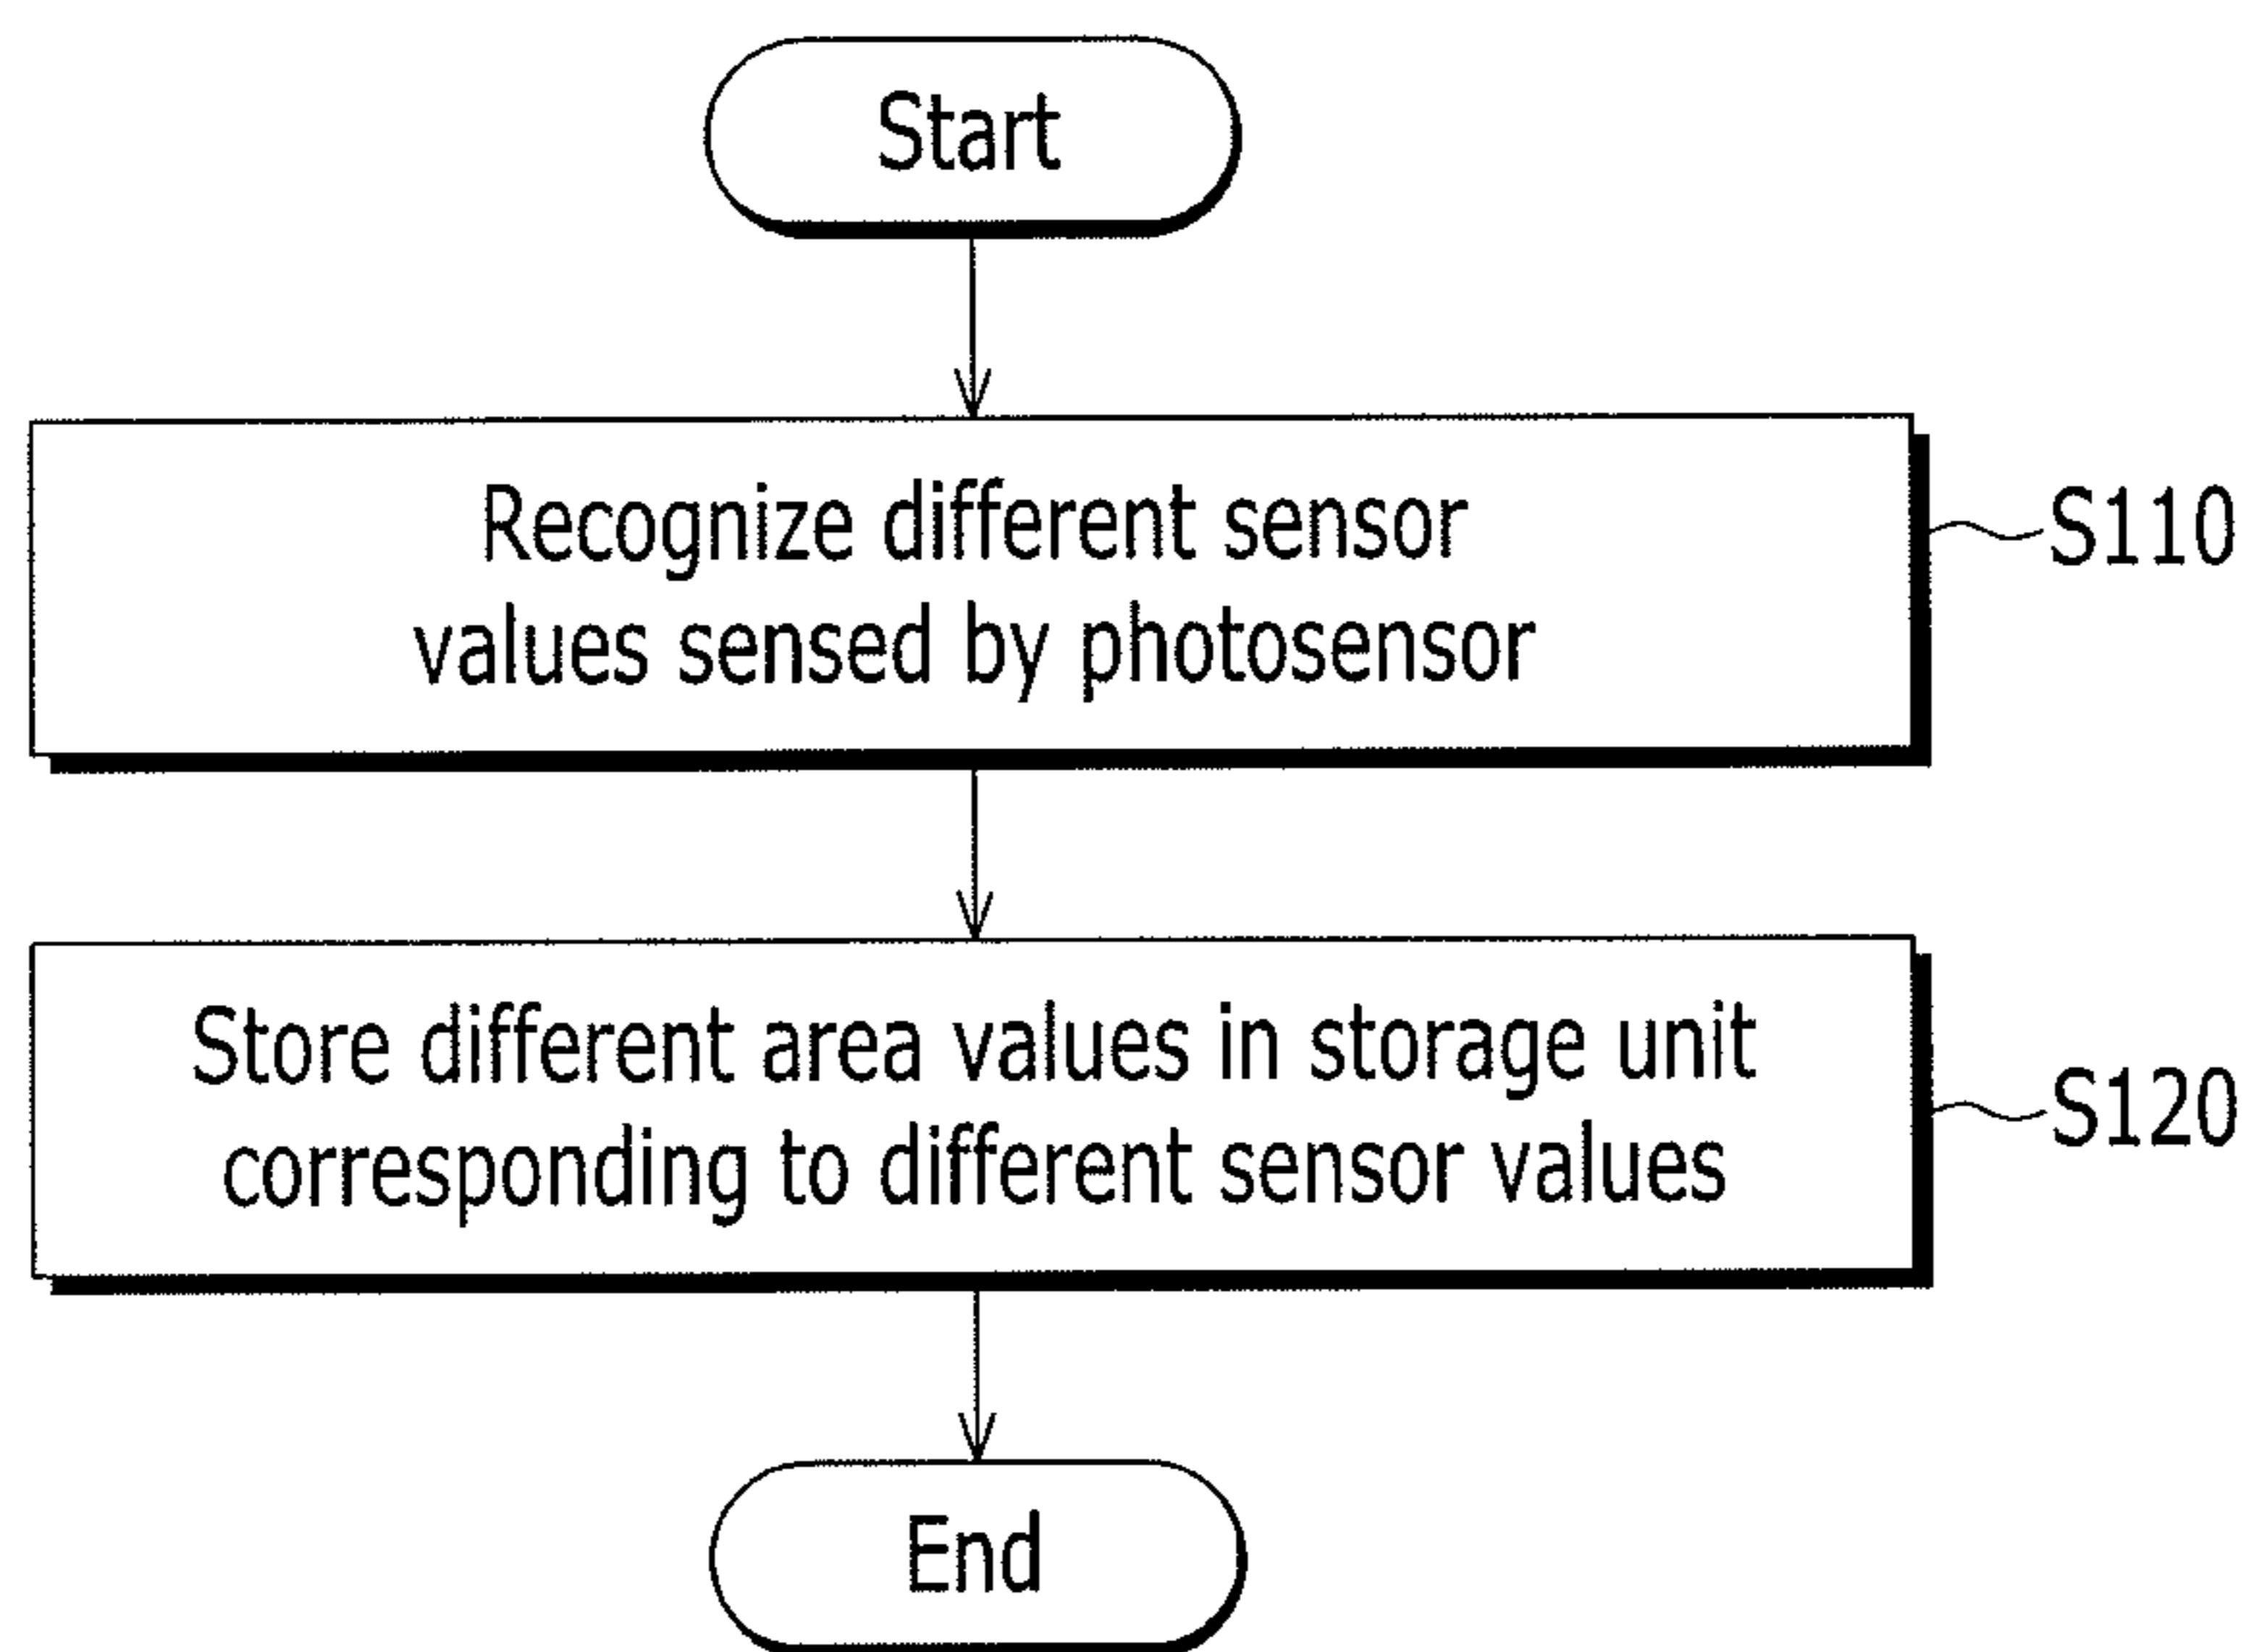 Start
Recognize different sensor
values sensed by photosensor
S110
Store different area values in storage unit
corresponding to different sensor values
S120
End